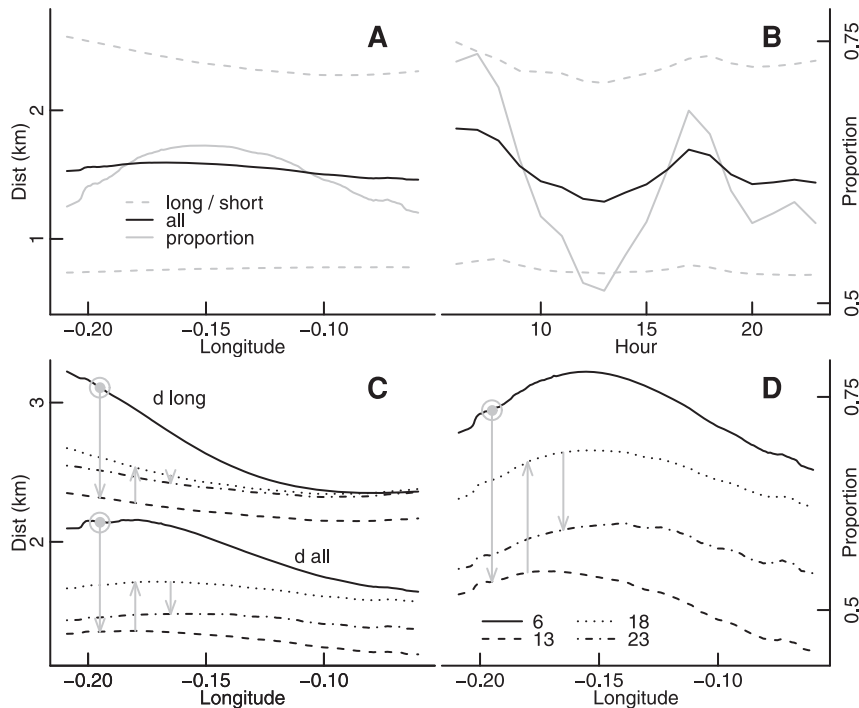 A
B
Dist (km)
2
1
long / short
all
proportion
-0.20
-0.15
-0.10
Longitude
10
15
20
Hour
0.75
0.5
Proportion
C
D
Dist (km)
3
2
d long
d all
-0.20
-0.15
-0.10
Longitude
6
18
13
23
-0.20
-0.15
-0.10
Longitude
0.75
0.5
Proportion